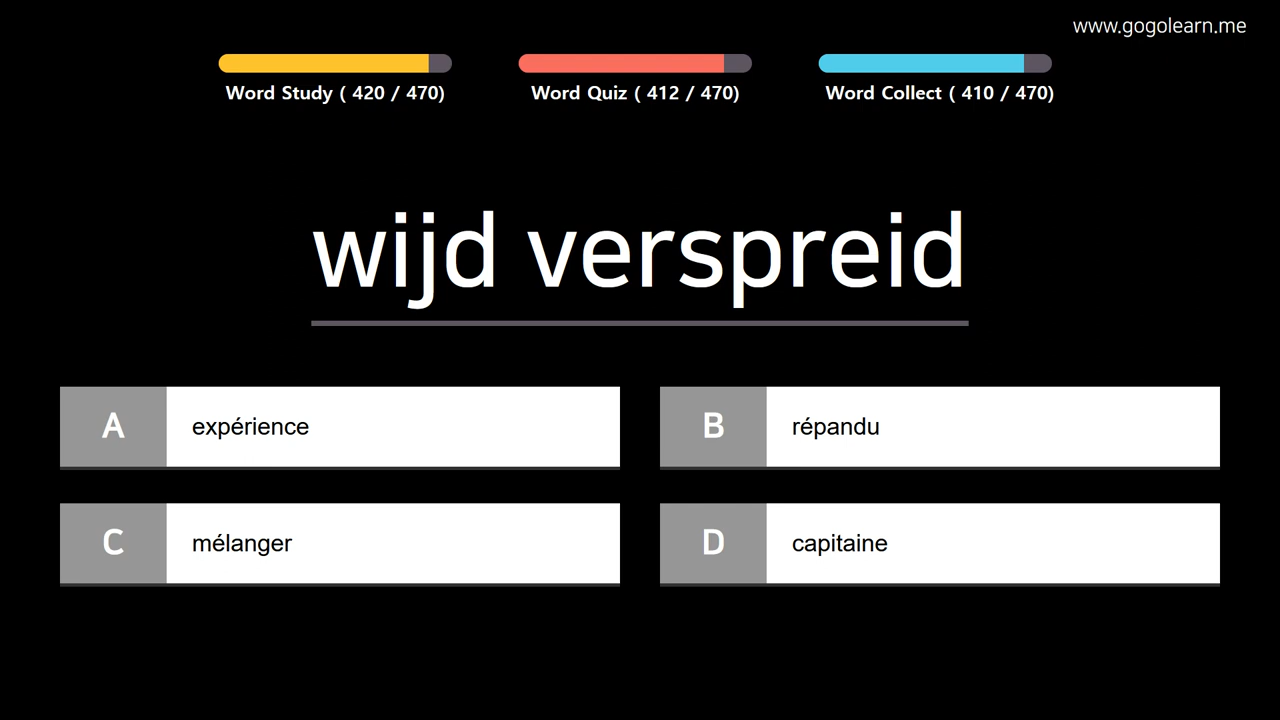 www.gogolearn.me
Word Study ( 420 / 470)
Word Quiz ( 412 / 470)
Word Collect ( 410 / 470)
wijd verspreid
A expérience
B répandu
C mélanger
D capitaine